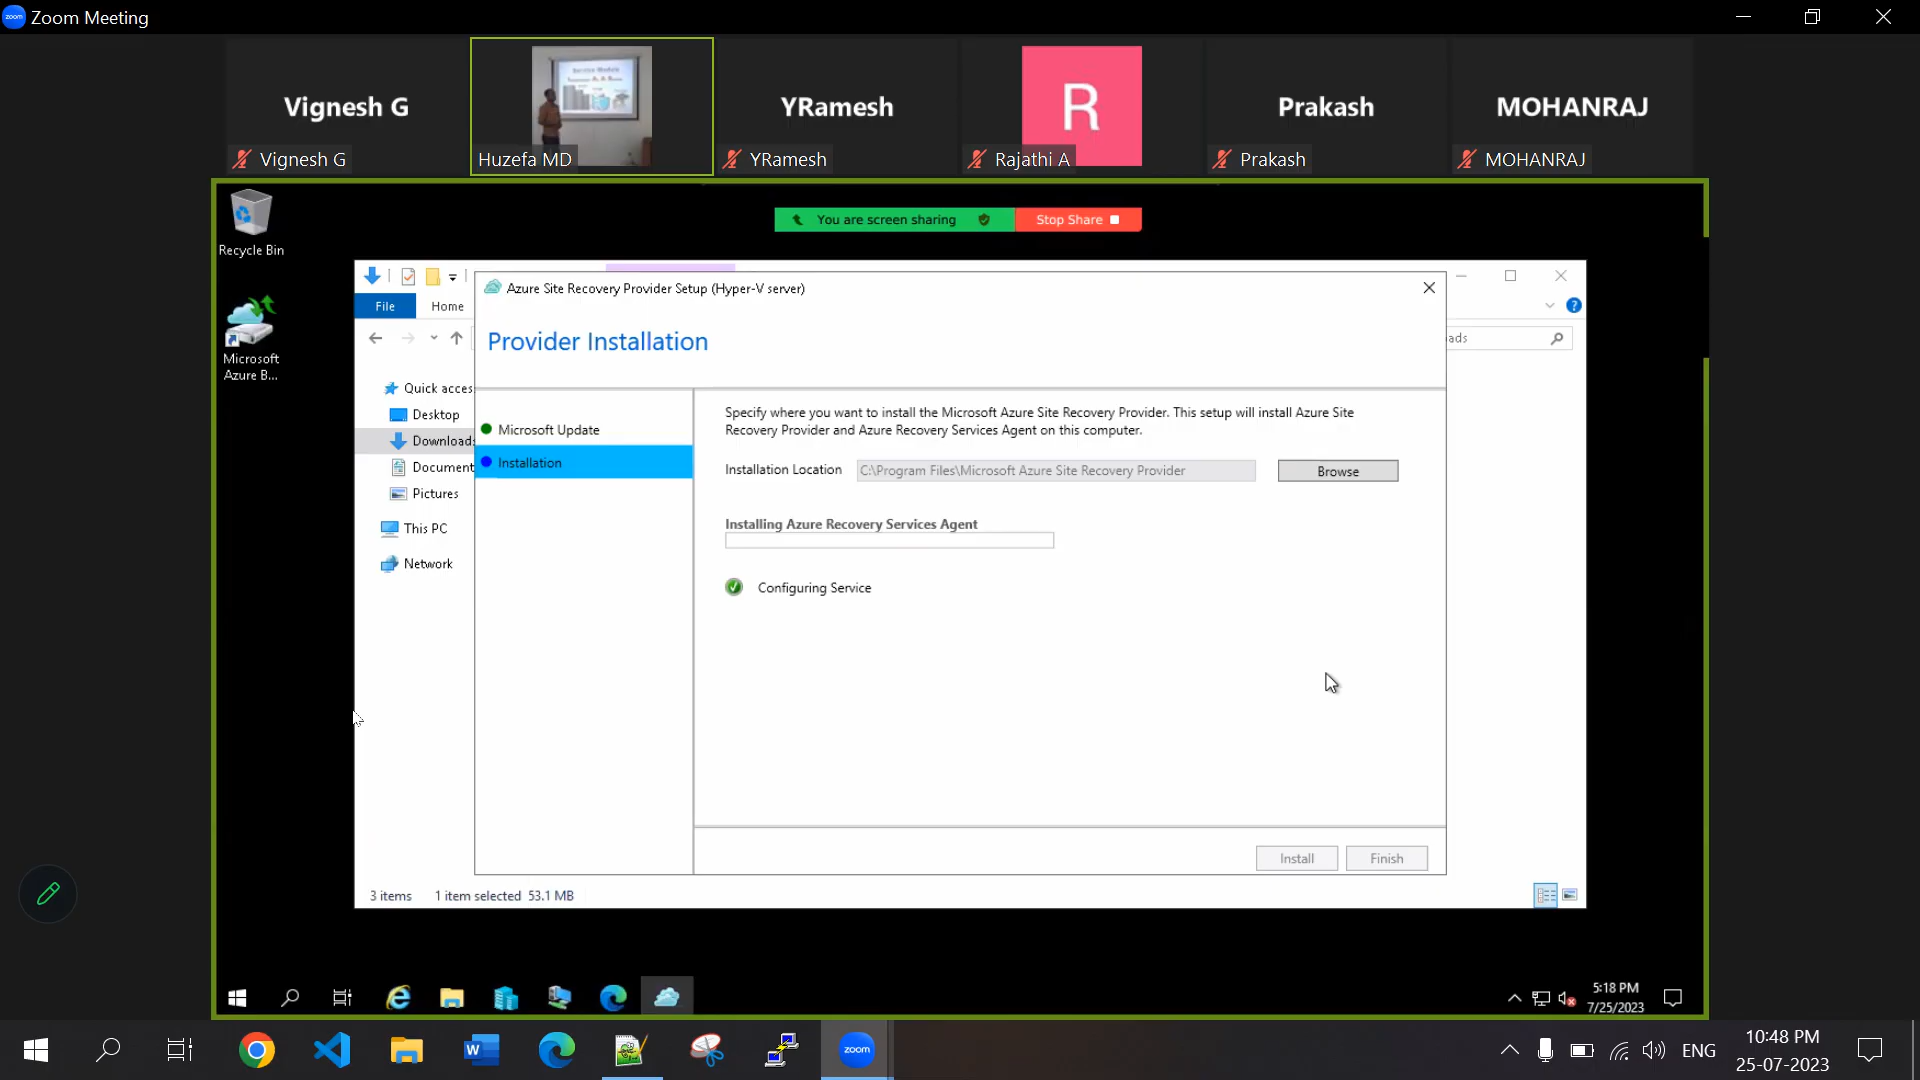 Zoom Meeting
Vignesh G
YRamesh
R
Prakash
MOHANRAJ
Vignesh G
Huzefa MD
YRamesh
Rajathi A
Prakash
MOHANRAJ
Service Module
You are screen sharing
Stop Share
Recycle Bin
Microsoft
Azure B...
Azure Site Recovery Provider Setup (Hyper-V server)
File
Home
Provider Installation
ads
Quick acces
Desktop
Downloads
Document
Pictures
This PC
Network
Microsoft Update
Installation
Specify where you want to install the Microsoft Azure Site Recovery Provider. This setup will install Azure Site
Recovery Provider and Azure Recovery Services Agent on this computer.
Installation Location
C:\Program Files\Microsoft Azure Site Recovery Provider
Browse
Installing Azure Recovery Services Agent
Configuring Service
Install
Finish
3 items
1 item selected 53.1 MB
5:18 PM
7/25/2023
zoom
ENG
10:48 PM
25-07-2023